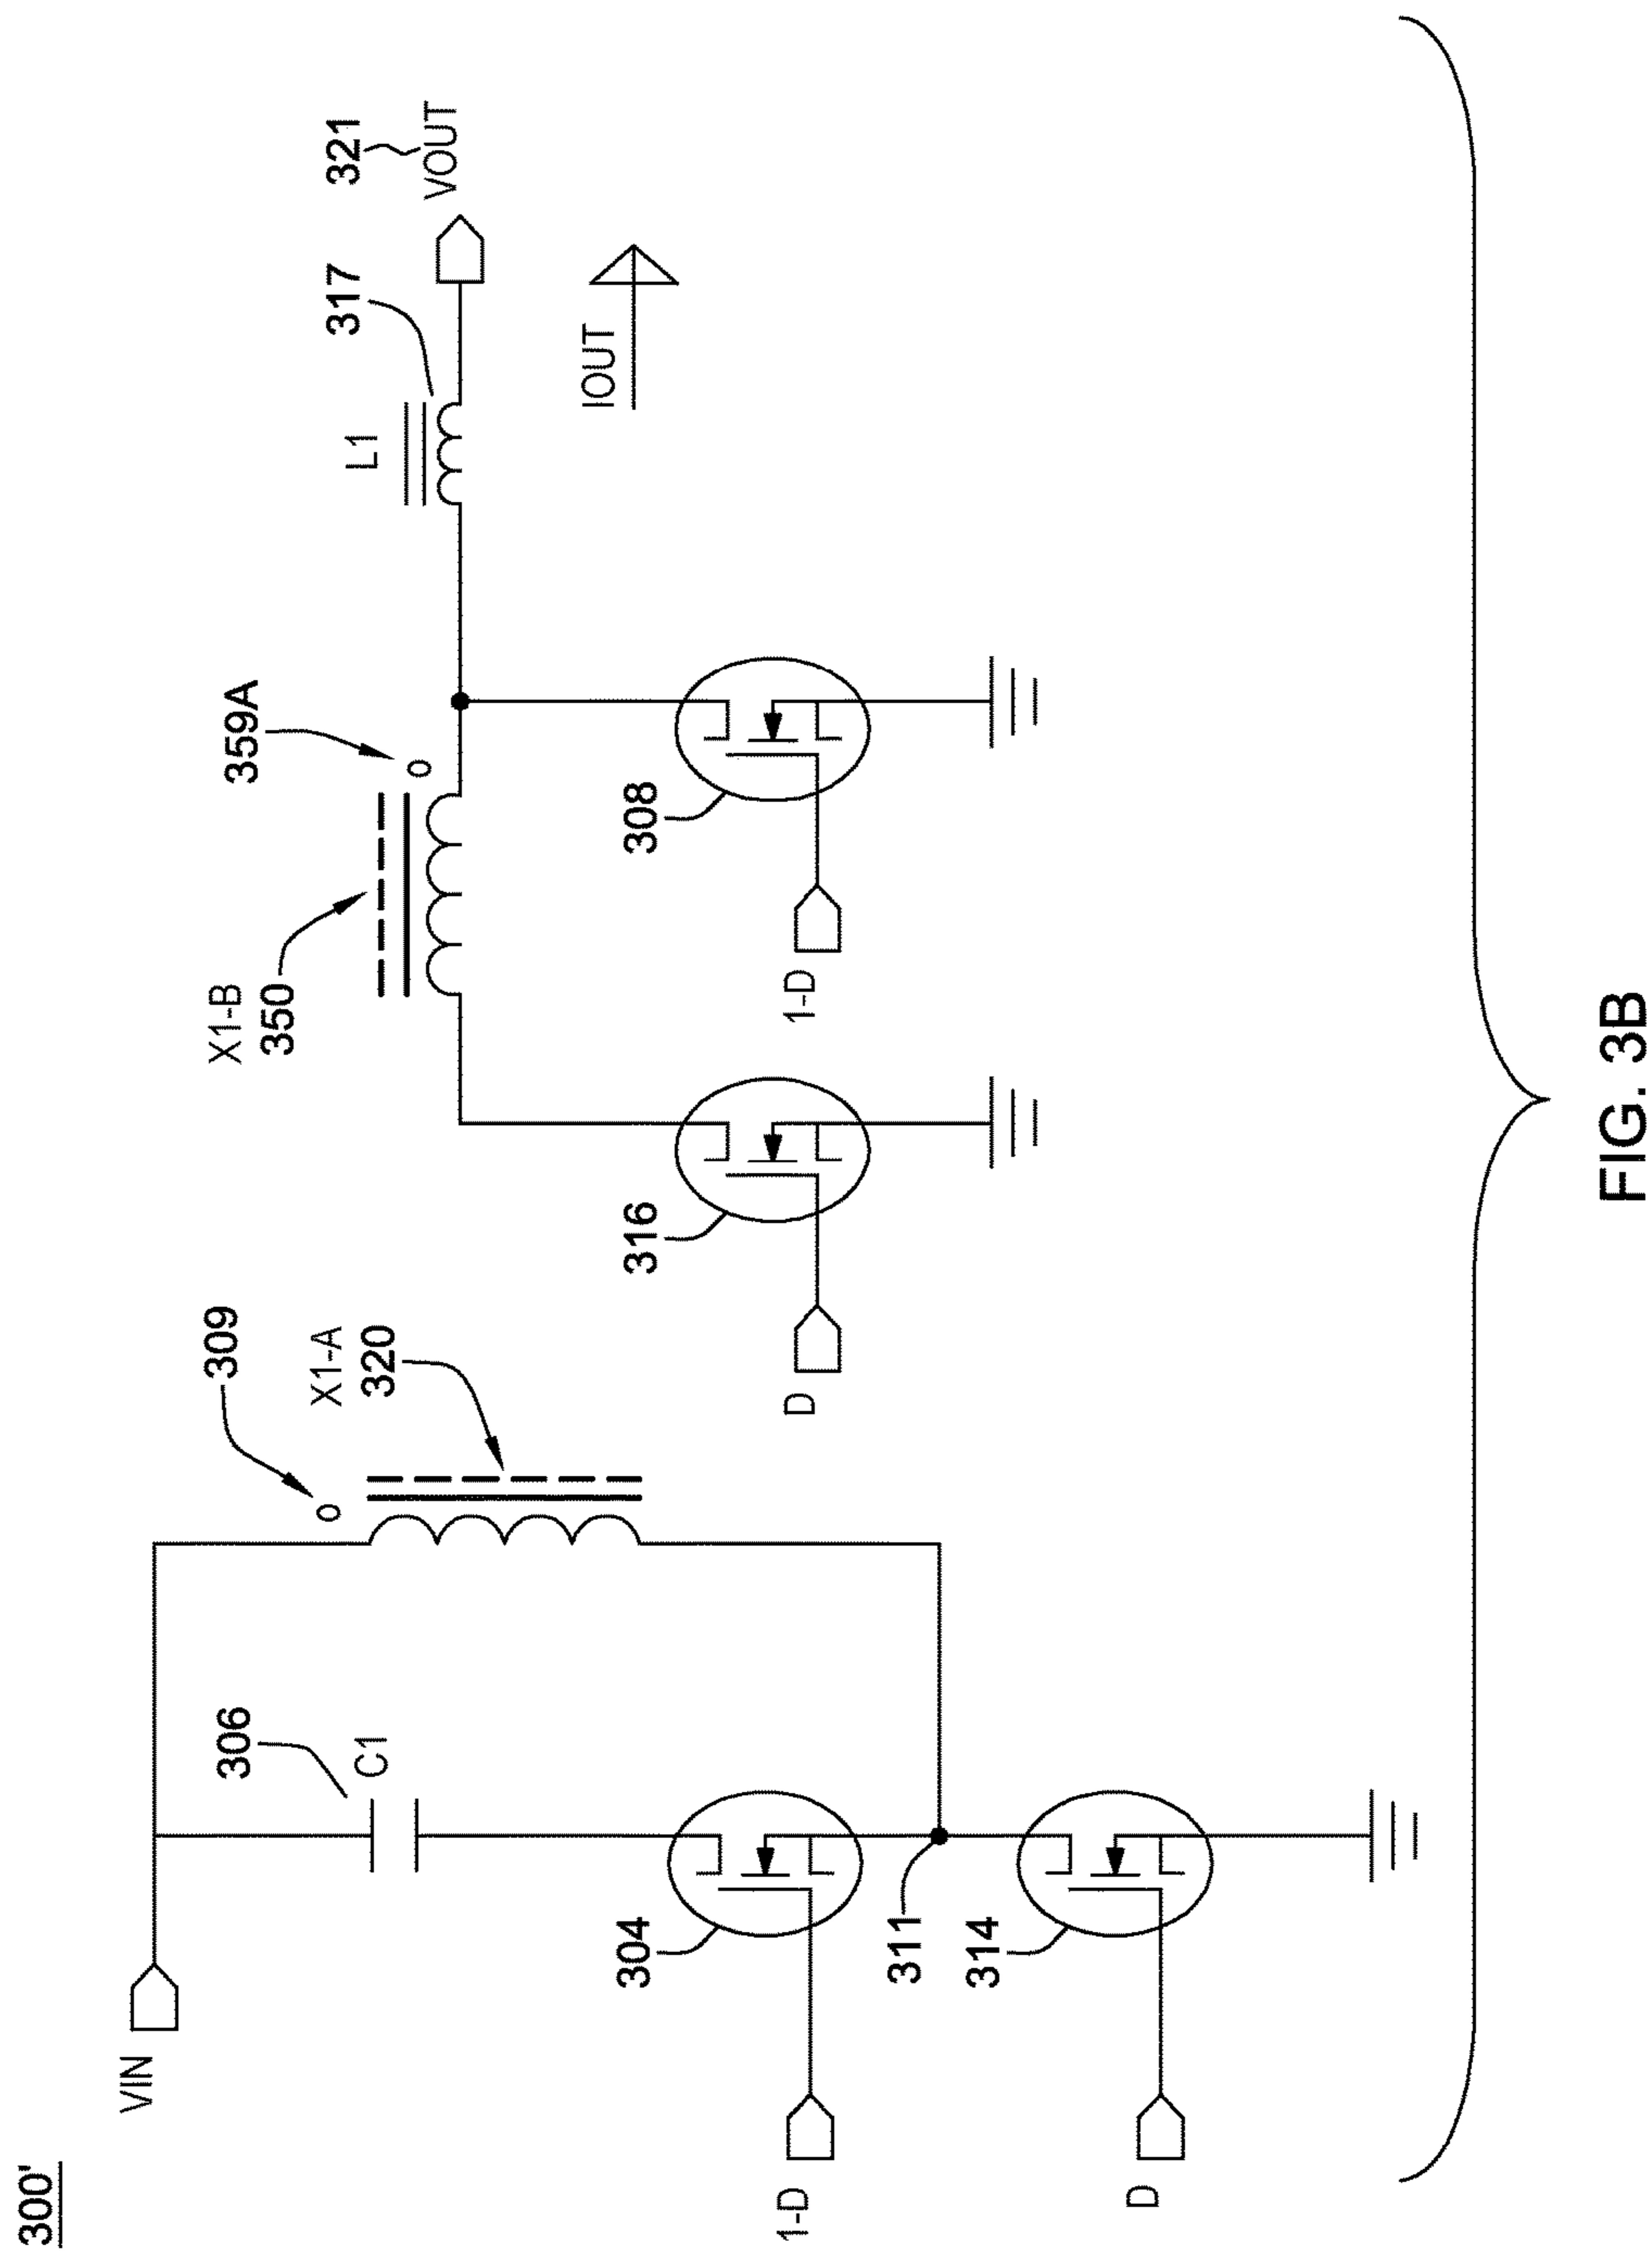 300'
VIN
306
C1
309
X1-A
320
304
1-D
311
314
D
X1-B
350
359A
316
D
308
1-D
L1
317
321
VOUT
IOUT
FIG. 3B